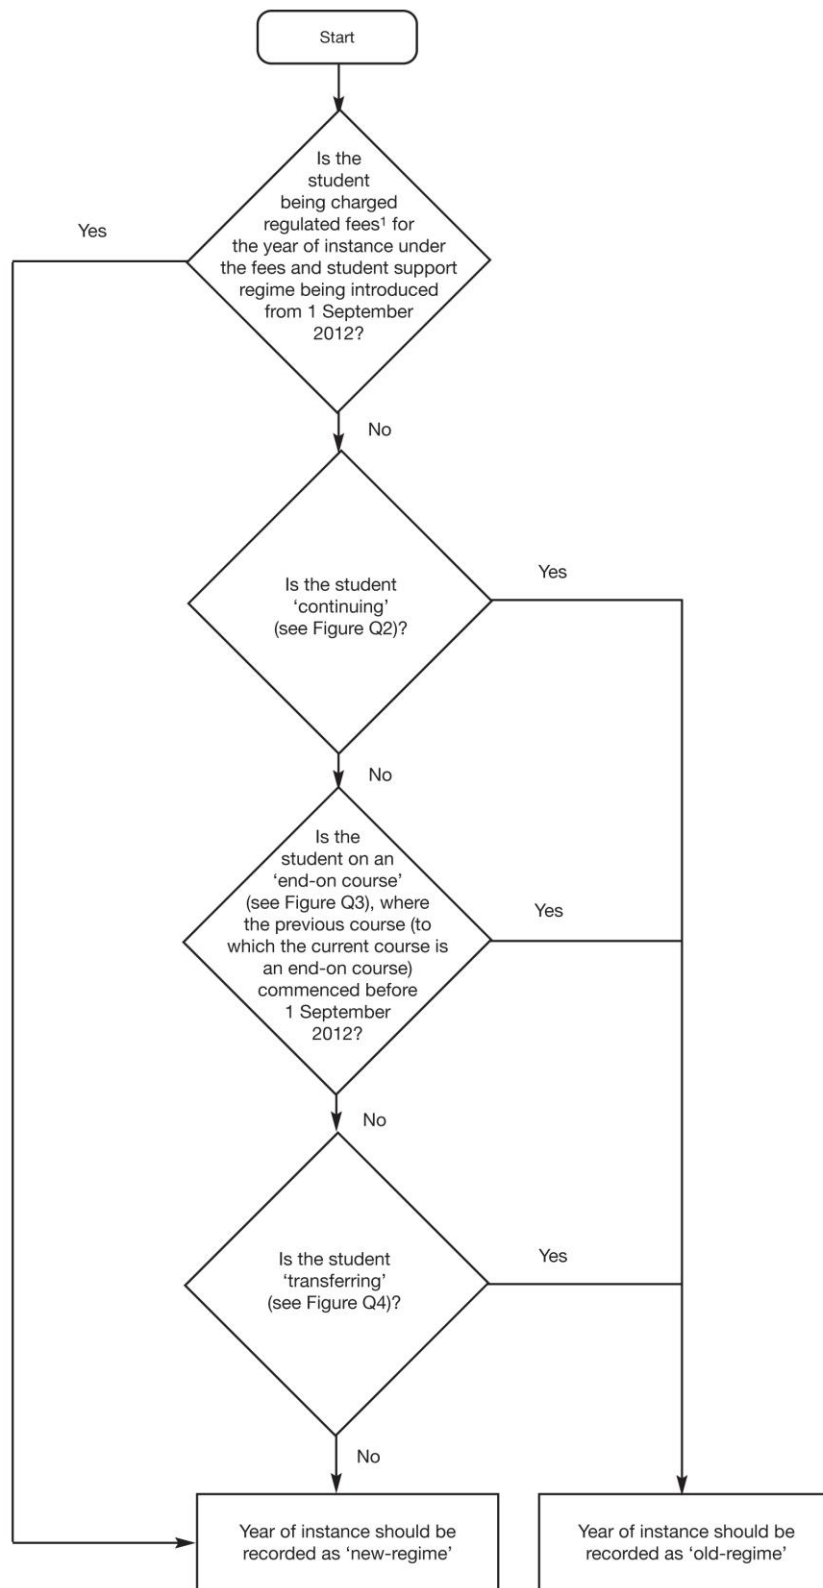 Start
Is the
student
being charged
regulated fees¹ for
the year of instance under
the fees and student support
regime being introduced
from 1 September
2012?
Yes
No
Is the student
‘continuing’
(see Figure Q2)?
Yes
No
Is the
student on an
‘end-on course’
(see Figure Q3), where
the previous course (to
which the current course is
an end-on course)
commenced before
1 September
2012?
Yes
No
Is the student
‘transferring’
(see Figure Q4)?
Yes
No
Year of instance should be
recorded as ‘new-regime’
Year of instance should be
recorded as ‘old-regime’